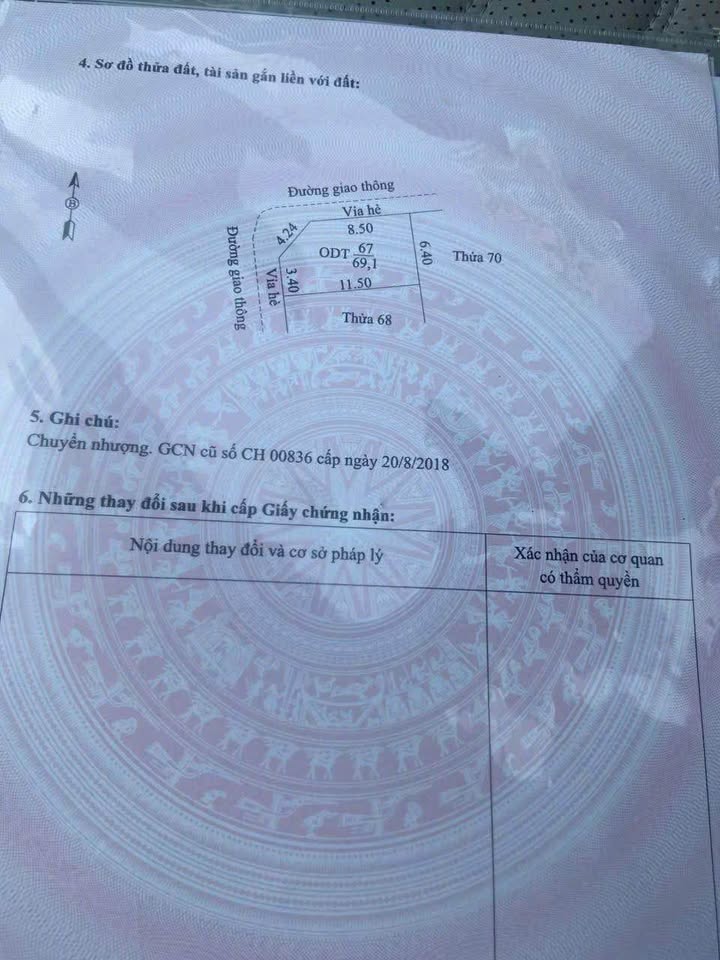 4. Sơ đồ thửa đất, tài sản gắn liền với đất:
B
Đường giao thông
Vỉa hè
8.50
4.24
Đường giao thông
Vỉa hè
3.40
ODT 67
69,1
11.50
6.40
Thửa 70
Thửa 68
5. Ghi chú:
Chuyển nhượng. GCN cũ số CH 00836 cấp ngày 20/8/2018
6. Những thay đổi sau khi cấp Giấy chứng nhận:
Nội dung thay đổi và cơ sở pháp lý
Xác nhận của cơ quan
có thẩm quyền